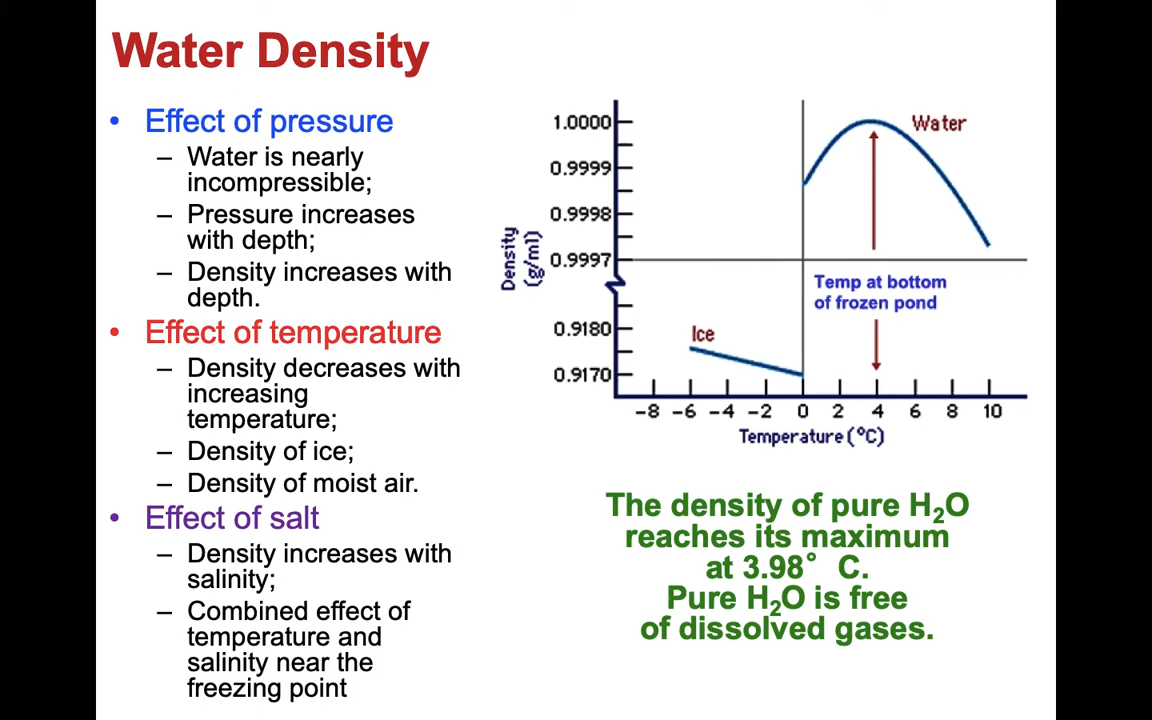 Water Density
• Effect of pressure
– Water is nearly
incompressible;
– Pressure increases
with depth;
– Density increases with
depth.
• Effect of temperature
– Density decreases with
increasing
temperature;
– Density of ice;
– Density of moist air.
• Effect of salt
– Density increases with
salinity;
– Combined effect of
temperature and
salinity near the
freezing point
Density
(g/ml)
1.0000
0.9999
0.9998
0.9997
0.9180
0.9170
Water
Temp at bottom
of frozen pond
Ice
-8 -6 -4 -2 0 2 4 6 8 10
Temperature (°C)
The density of pure H₂O
reaches its maximum
at 3.98° C.
Pure H₂O is free
of dissolved gases.